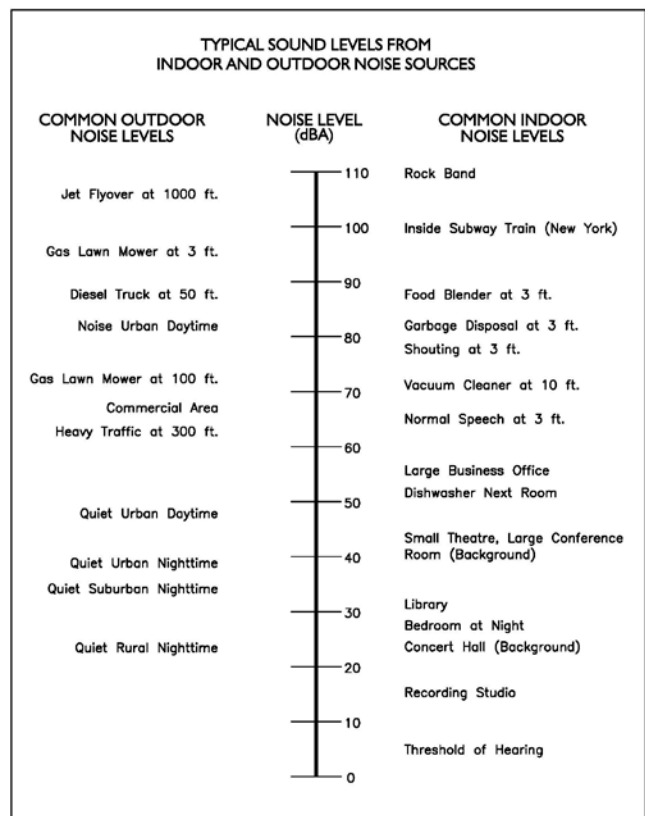 TYPICAL SOUND LEVELS FROM
INDOOR AND OUTDOOR NOISE SOURCES
COMMON OUTDOOR
NOISE LEVELS
NOISE LEVEL
(dBA)
COMMON INDOOR
NOISE LEVELS
110
Rock Band
Jet Flyover at 1000 ft.
100
Inside Subway Train (New York)
Gas Lawn Mower at 3 ft.
90
Diesel Truck at 50 ft.
Food Blender at 3 ft.
Noise Urban Daytime
Garbage Disposal at 3 ft.
80
Shouting at 3 ft.
Gas Lawn Mower at 100 ft.
Vacuum Cleaner at 10 ft.
70
Commercial Area
Normal Speech at 3 ft.
Heavy Traffic at 300 ft.
60
Large Business Office
Dishwasher Next Room
50
Quiet Urban Daytime
Small Theatre, Large Conference
Room (Background)
40
Quiet Urban Nighttime
Quiet Suburban Nighttime
Library
30
Bedroom at Night
Quiet Rural Nighttime
Concert Hall (Background)
20
Recording Studio
10
Threshold of Hearing
0